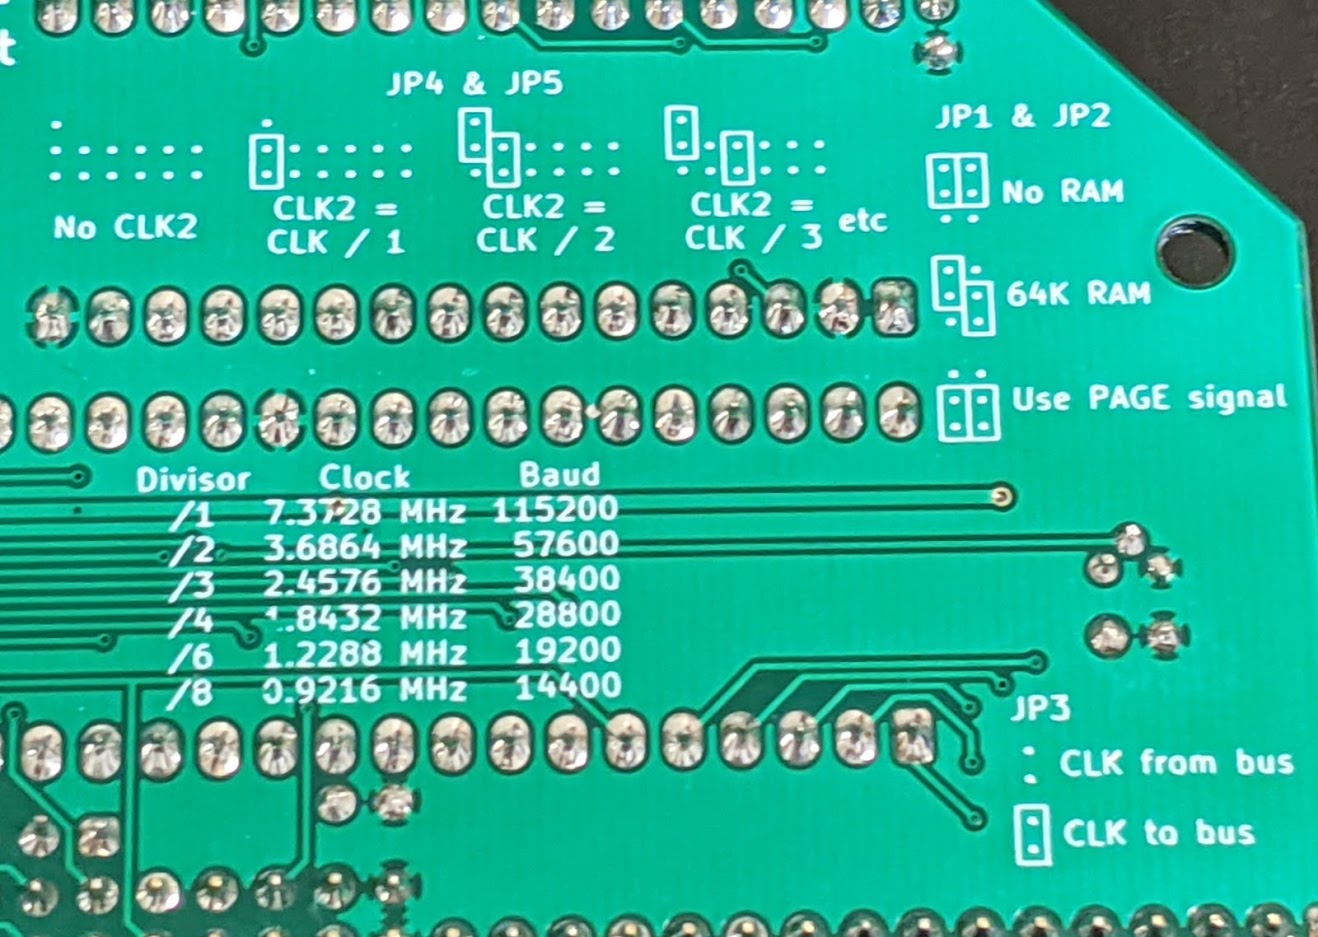 t
JP4 & JP5
JP1 & JP2
No CLK2
CLK2 =
CLK / 1
CLK2 =
CLK / 2
CLK2 =
CLK / 3
etc
No RAM
64K RAM
Use PAGE signal
Divisor Clock Baud
/1 7.3728 MHz 115200
/2 3.6864 MHz 57600
/3 2.4576 MHz 38400
/4 1.8432 MHz 28800
/6 1.2288 MHz 19200
/8 0.9216 MHz 14400
JP3
CLK from bus
CLK to bus